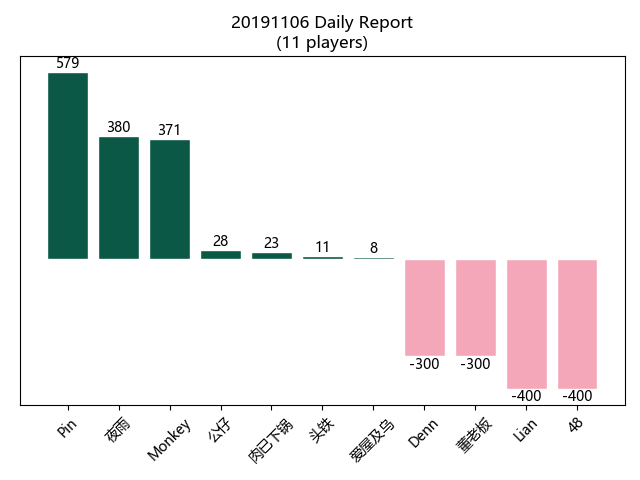 20191106 Daily Report
(11 players)
579
380
371
28
23
11
8
-300
-300
-400
-400
Pin
夜雨
Monkey
公仔
肉已下锅
头铁
爱屋及乌
Denn
董老板
Lian
48